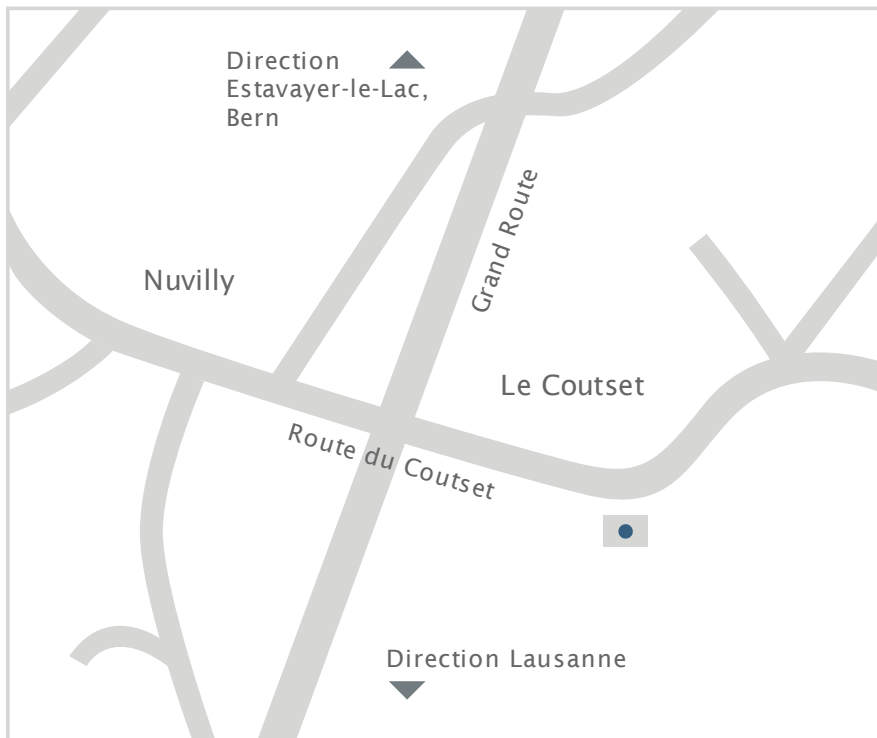 Direction
Estavayer-le-Lac,
Bern
Grand Route
Nuvilly
Le Coutset
Route du Coutset
Direction Lausanne